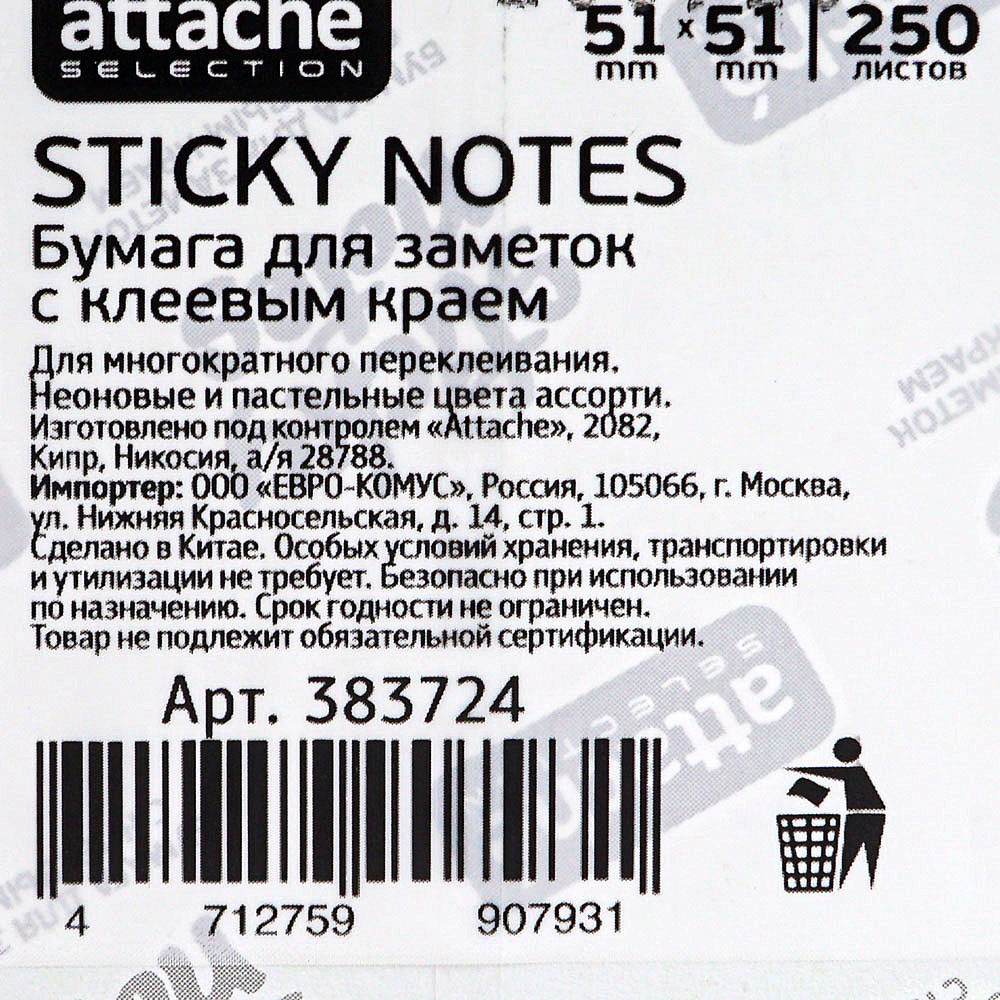 attache
SELECTION
51 x 51 | 250
mm mm листов
STICKY NOTES
Бумага для заметок
с клеевым краем
Для многократного переклеивания.
Неоновые и пастельные цвета ассорти.
Изготовлено под контролем «Attache», 2082,
Кипр, Никосия, а/я 28788.
Импортер: ООО «ЕВРО-КОМУС», Россия, 105066, г. Москва,
ул. Нижняя Красносельская, д. 14, стр. 1.
Сделано в Китае. Особых условий хранения, транспортировки
и утилизации не требует. Безопасно при использовании
по назначению. Срок годности не ограничен.
Товар не подлежит обязательной сертификации.
Арт. 383724
4 712759 907931